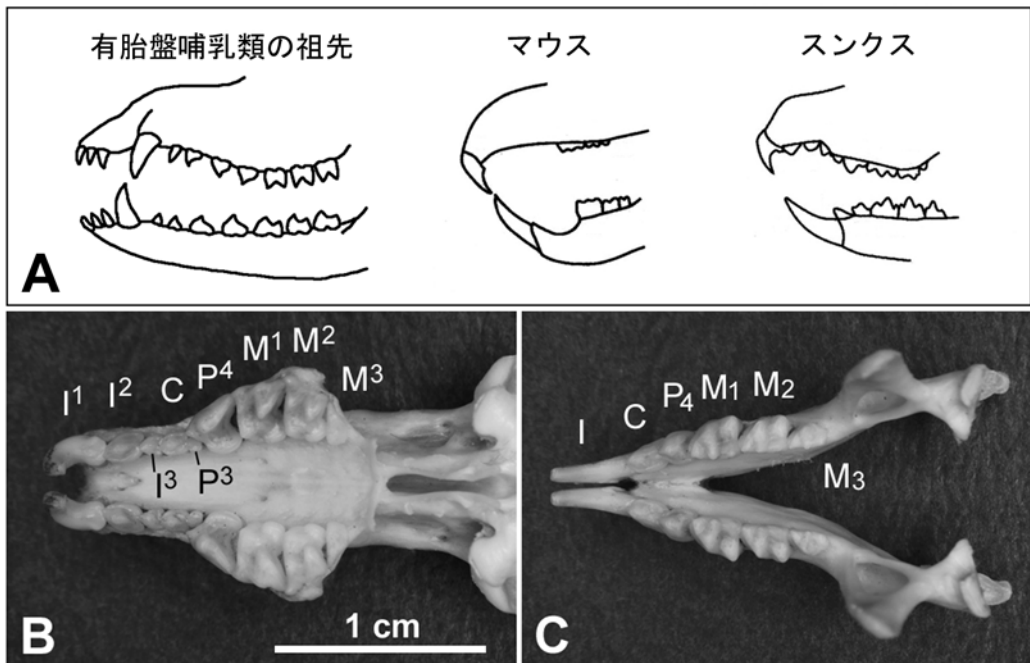 有胎盤哺乳類の祖先
マウス
スンクス
A
I1 I2 C P4 M1 M2 M3
I3 P3
B
1 cm
I C P4 M1 M2
M3
C